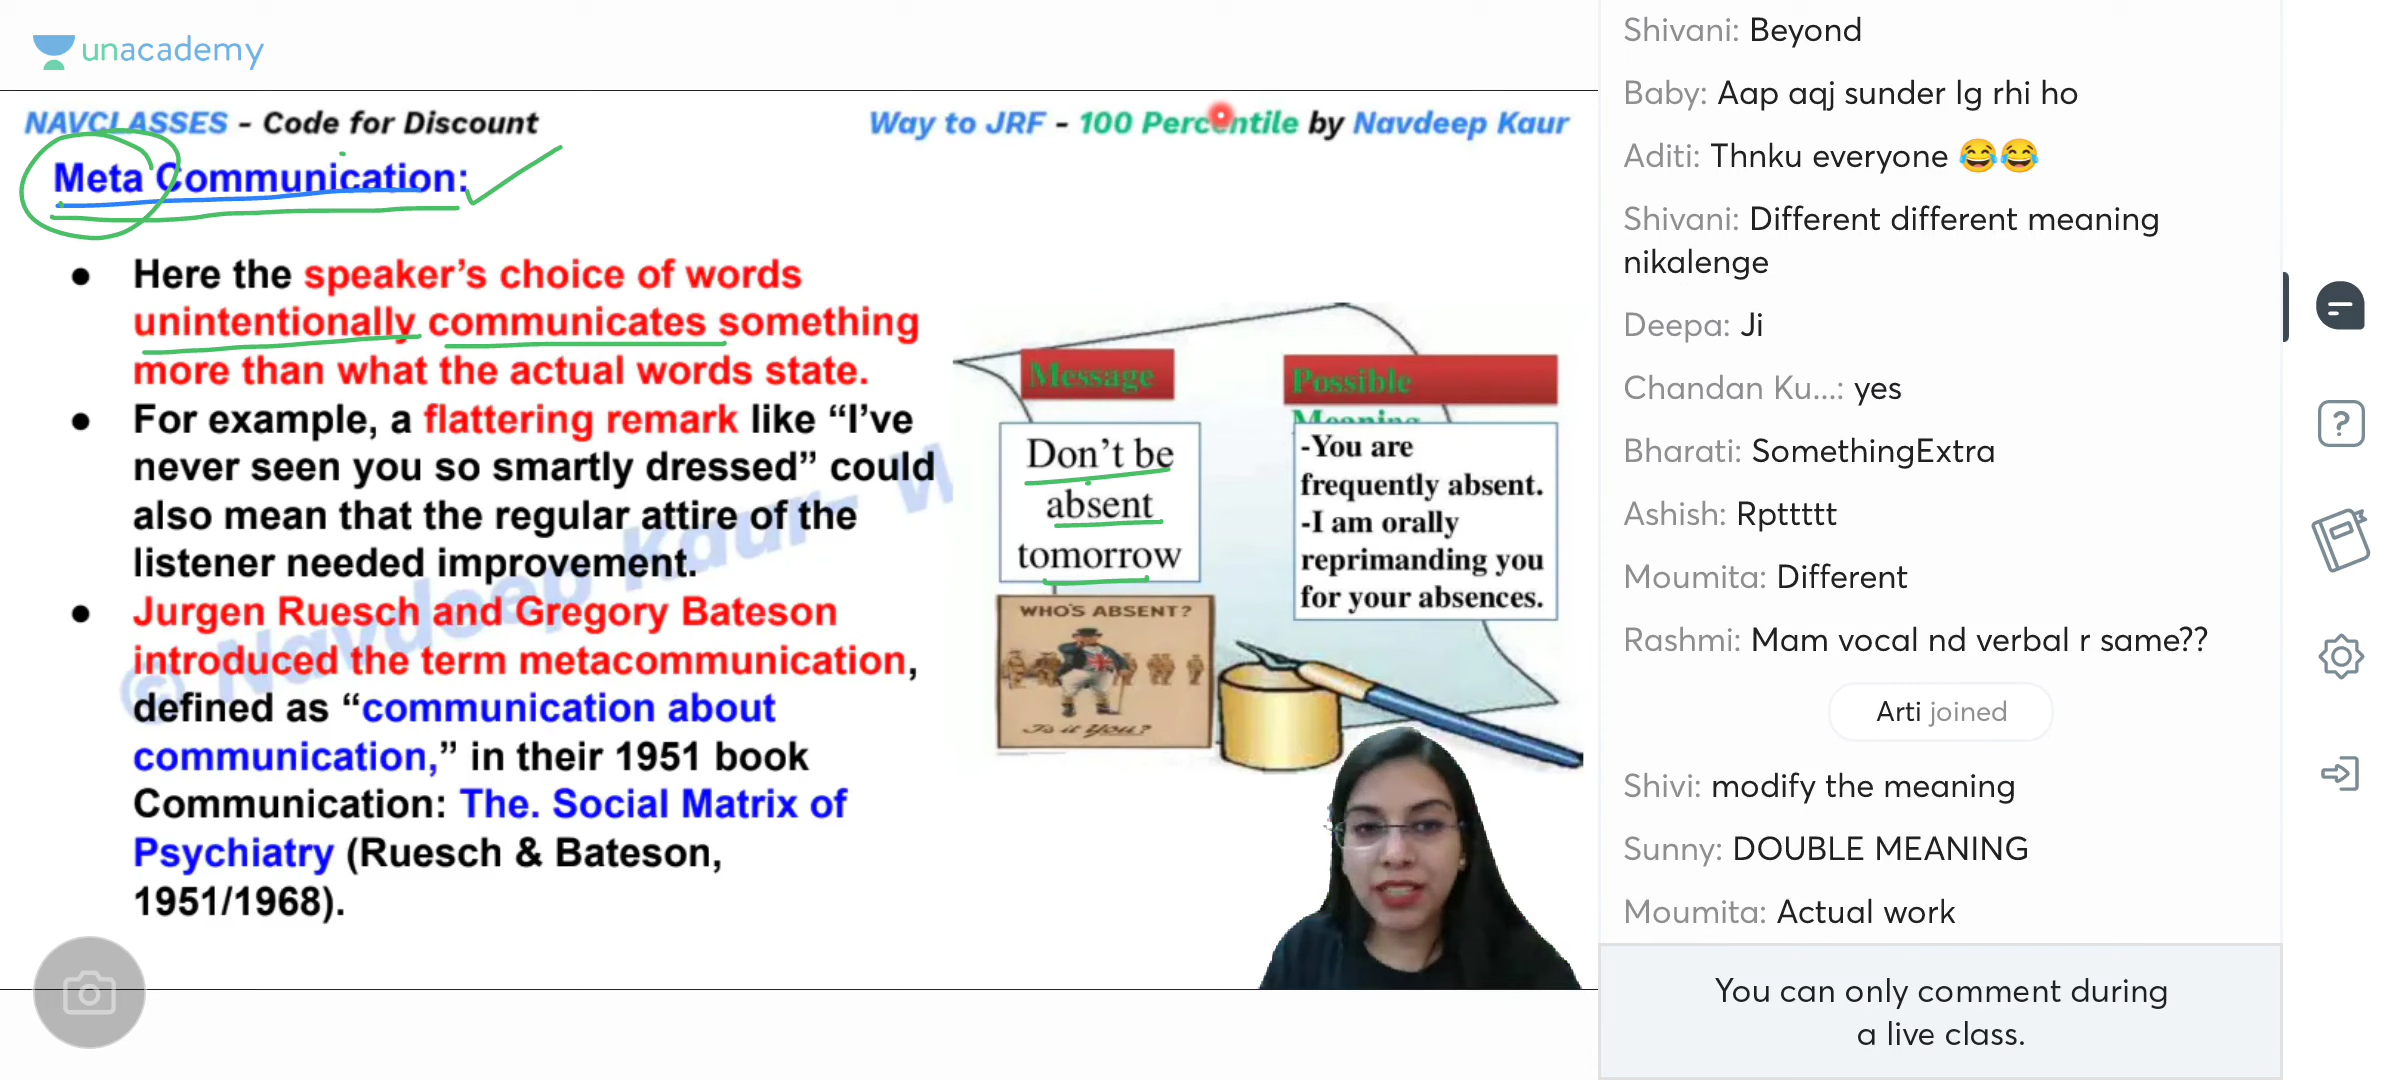 unacademy
NAVCLASSES - Code for Discount
Way to JRF - 100 Percentile by Navdeep Kaur
Meta Communication:
● Here the speaker’s choice of words
unintentionally communicates something
more than what the actual words state.
● For example, a flattering remark like “I’ve
never seen you so smartly dressed” could
also mean that the regular attire of the
listener needed improvement.
● Jurgen Ruesch and Gregory Bateson
introduced the term metacommunication,
defined as “communication about
communication,” in their 1951 book
Communication: The. Social Matrix of
Psychiatry (Ruesch & Bateson,
1951/1968).
© Navdeep Kaur- W
Message
Don’t be
absent
tomorrow
Possible
Meaning
-You are
frequently absent.
-I am orally
reprimanding you
for your absences.
WHO'S ABSENT?
Is it You?
Shivani: Beyond
Baby: Aap aqj sunder lg rhi ho
Aditi: Thnku everyone 😂😂
Shivani: Different different meaning
nikalenge
Deepa: Ji
Chandan Ku...: yes
Bharati: SomethingExtra
Ashish: Rpttttt
Moumita: Different
Rashmi: Mam vocal nd verbal r same??
Arti joined
Shivi: modify the meaning
Sunny: DOUBLE MEANING
Moumita: Actual work
You can only comment during
a live class.